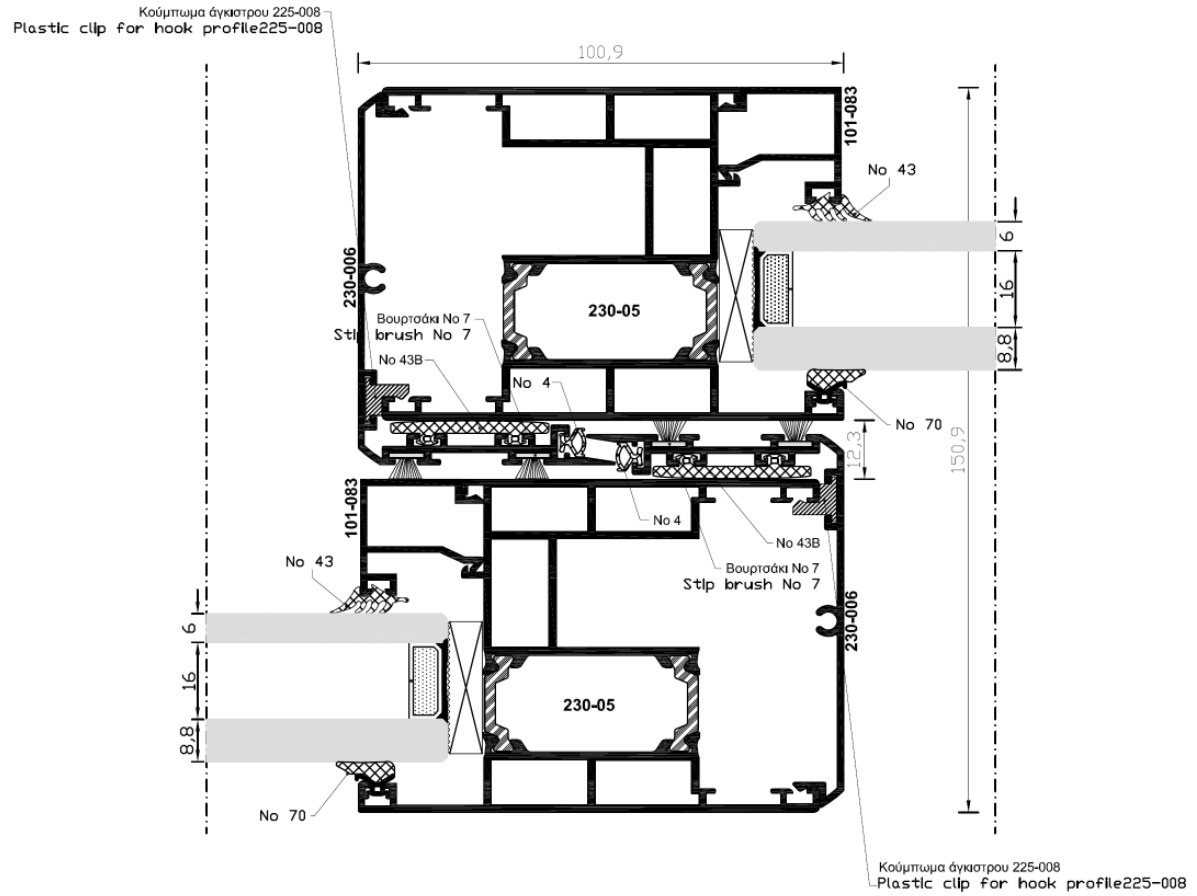 Κούμπωμα άγκιστρου 225-008
Plastic clip for hook profile225-008
100,9
101-083
No 43
6
16
8,8
230-006
230-05
Βουρτσάκι No 7
Stip brush No 7
No 43B
No 4
No 70
12,3
150,9
101-083
No 4
No 43B
Βουρτσάκι No 7
Stip brush No 7
No 43
230-006
6
16
8,8
230-05
No 70
Κούμπωμα άγκιστρου 225-008
Plastic clip for hook profile225-008